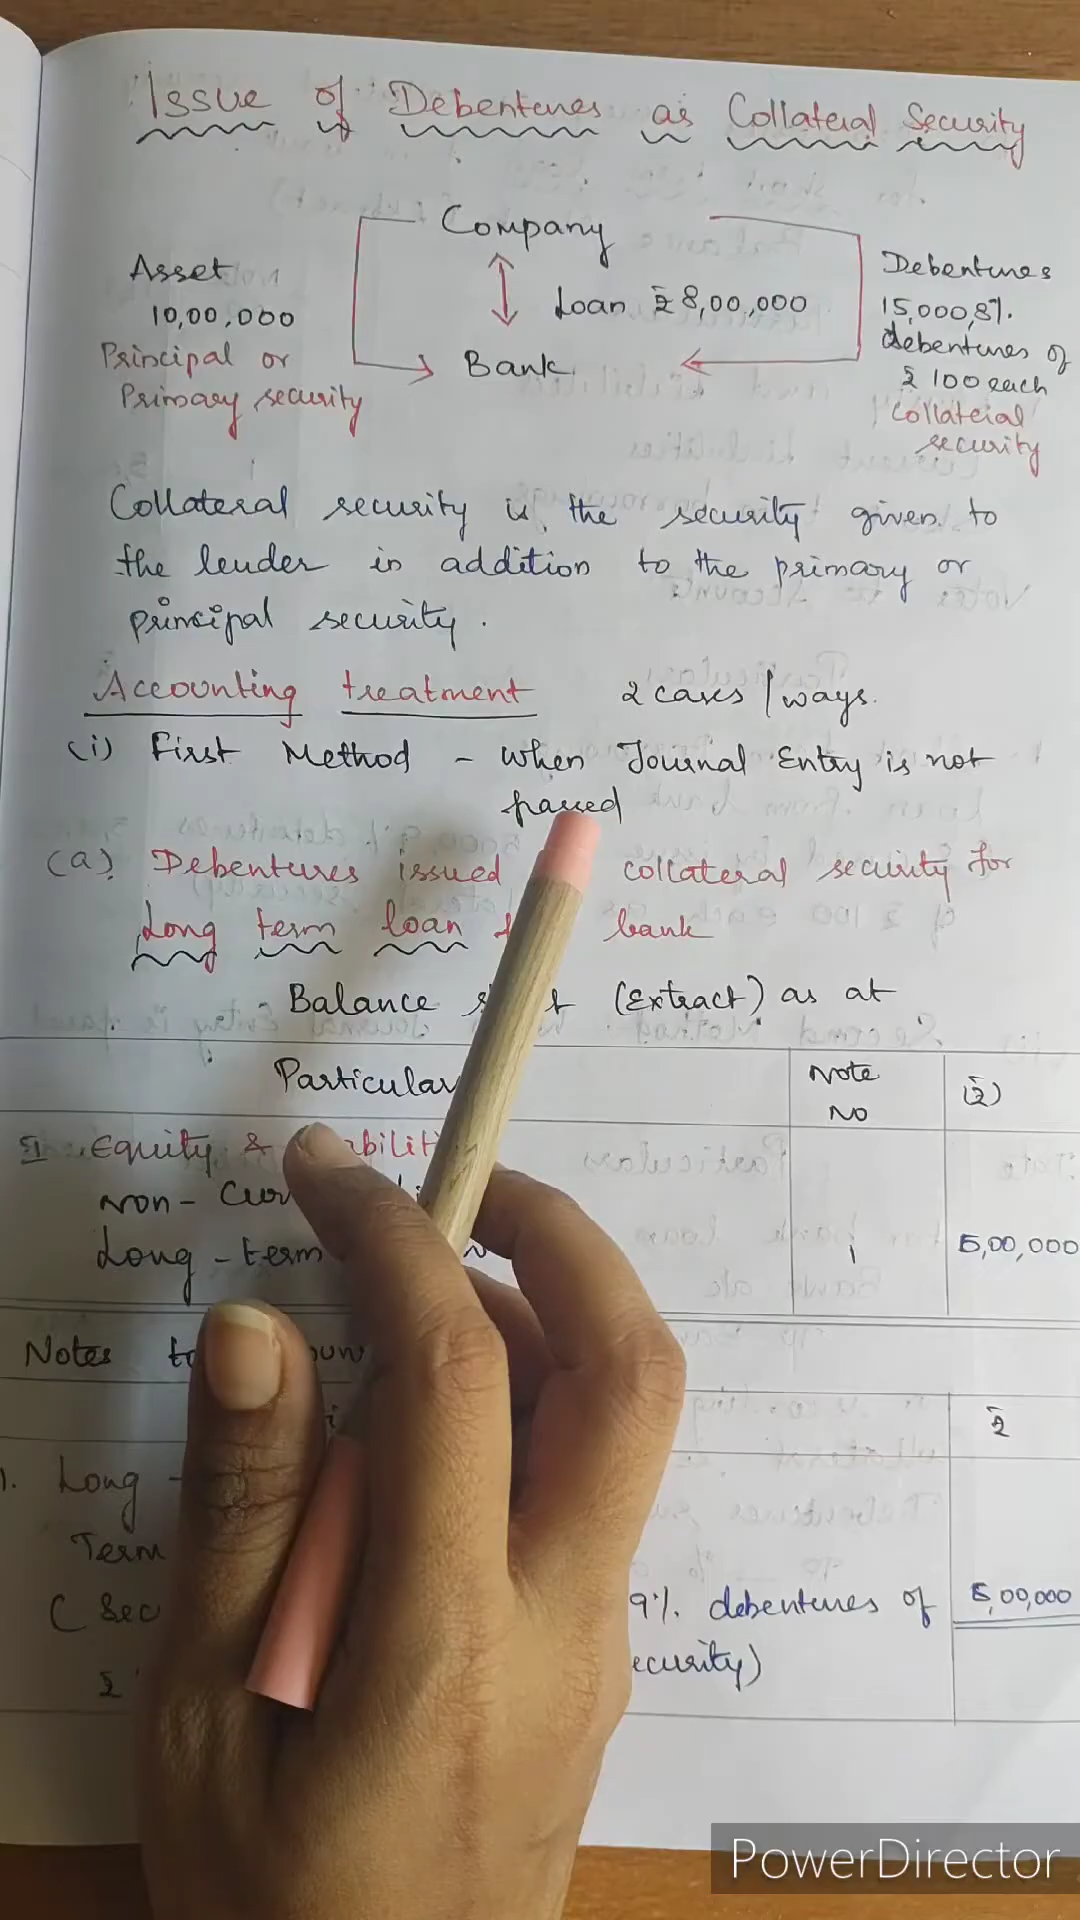 Issue of Debentures as Collateral Security
Company
Asset
10,00,000
Principal or
Primary security
Loan ₹ 8,00,000
Bank
Debentures
15,000, 8%.
debentures of
₹ 100 each
Collateral
security
Collateral security is the security given to
the lender in addition to the primary or
principal security.
Accounting treatment 2 cases / ways.
(i) First Method - When Journal Entry is not
passed
(a) Debentures issued collateral security for
Long term loan bank
Balance (Extract) as at
Particular
Note
No
(₹)
I Equity &
Non-
Long-term
1
5,00,000
Notes
₹
1. Long
Term
(Sec 9%. debentures of 5,00,000
₹ ecurity)
PowerDirector